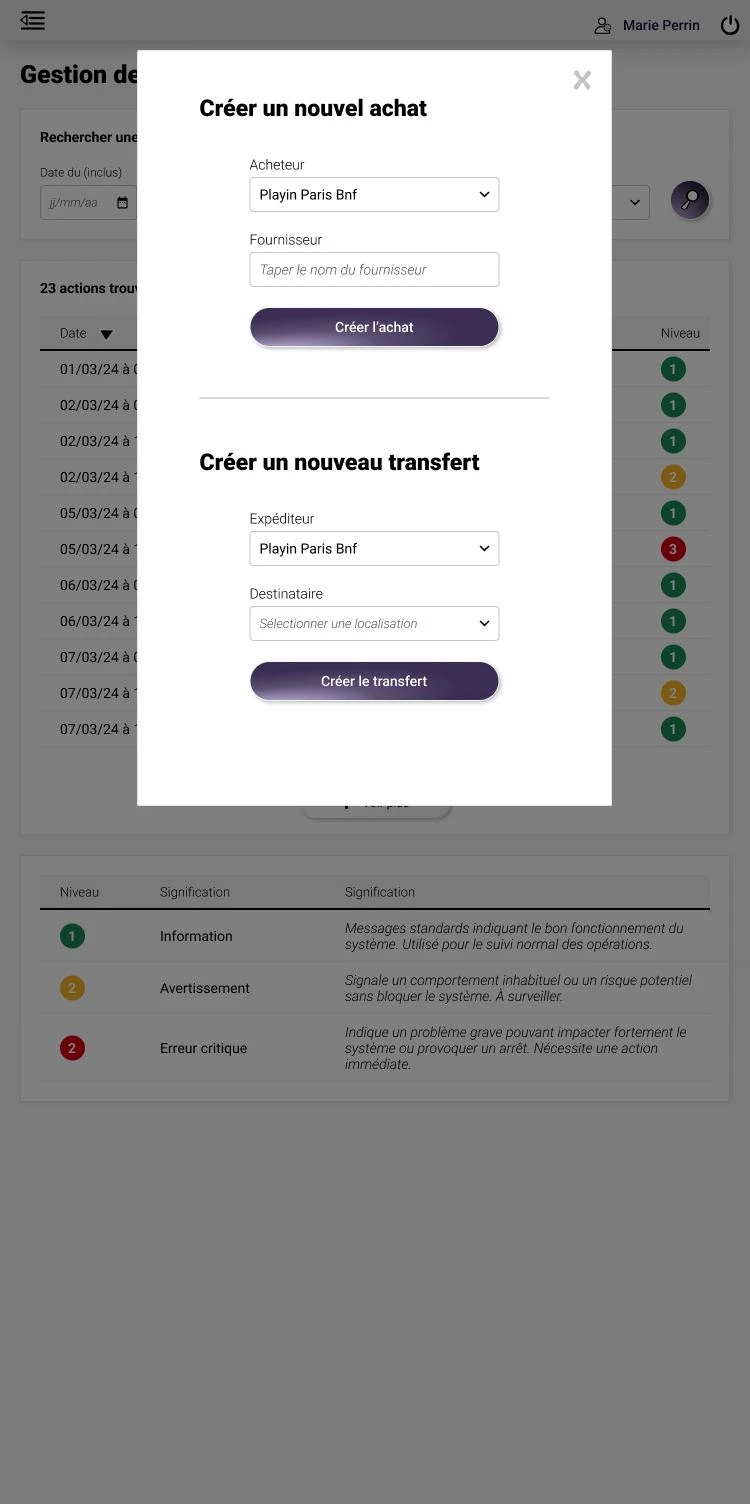 Marie Perrin
Gestion de
Créer un nouvel achat
Rechercher une
Date du (inclus)
jj/mm/aa
Acheteur
Playin Paris Bnf
Fournisseur
Taper le nom du fournisseur
Créer l'achat
23 actions trouv
Date
Niveau
01/03/24 à 1
02/03/24 à 1
02/03/24 à 1
02/03/24 à 1 2
05/03/24 à 1
05/03/24 à 3
06/03/24 à 1
06/03/24 à 1
07/03/24 à 1
07/03/24 à 2
07/03/24 à 1
Créer un nouveau transfert
Expéditeur
Playin Paris Bnf
Destinataire
Sélectionner une localisation
Créer le transfert
Niveau Signification Signification
1 Information Messages standards indiquant le bon fonctionnement du
système. Utilisé pour le suivi normal des opérations.
2 Avertissement Signale un comportement inhabituel ou un risque potentiel
sans bloquer le système. À surveiller.
2 Erreur critique Indique un problème grave pouvant impacter fortement le
système ou provoquer un arrêt. Nécessite une action
immédiate.